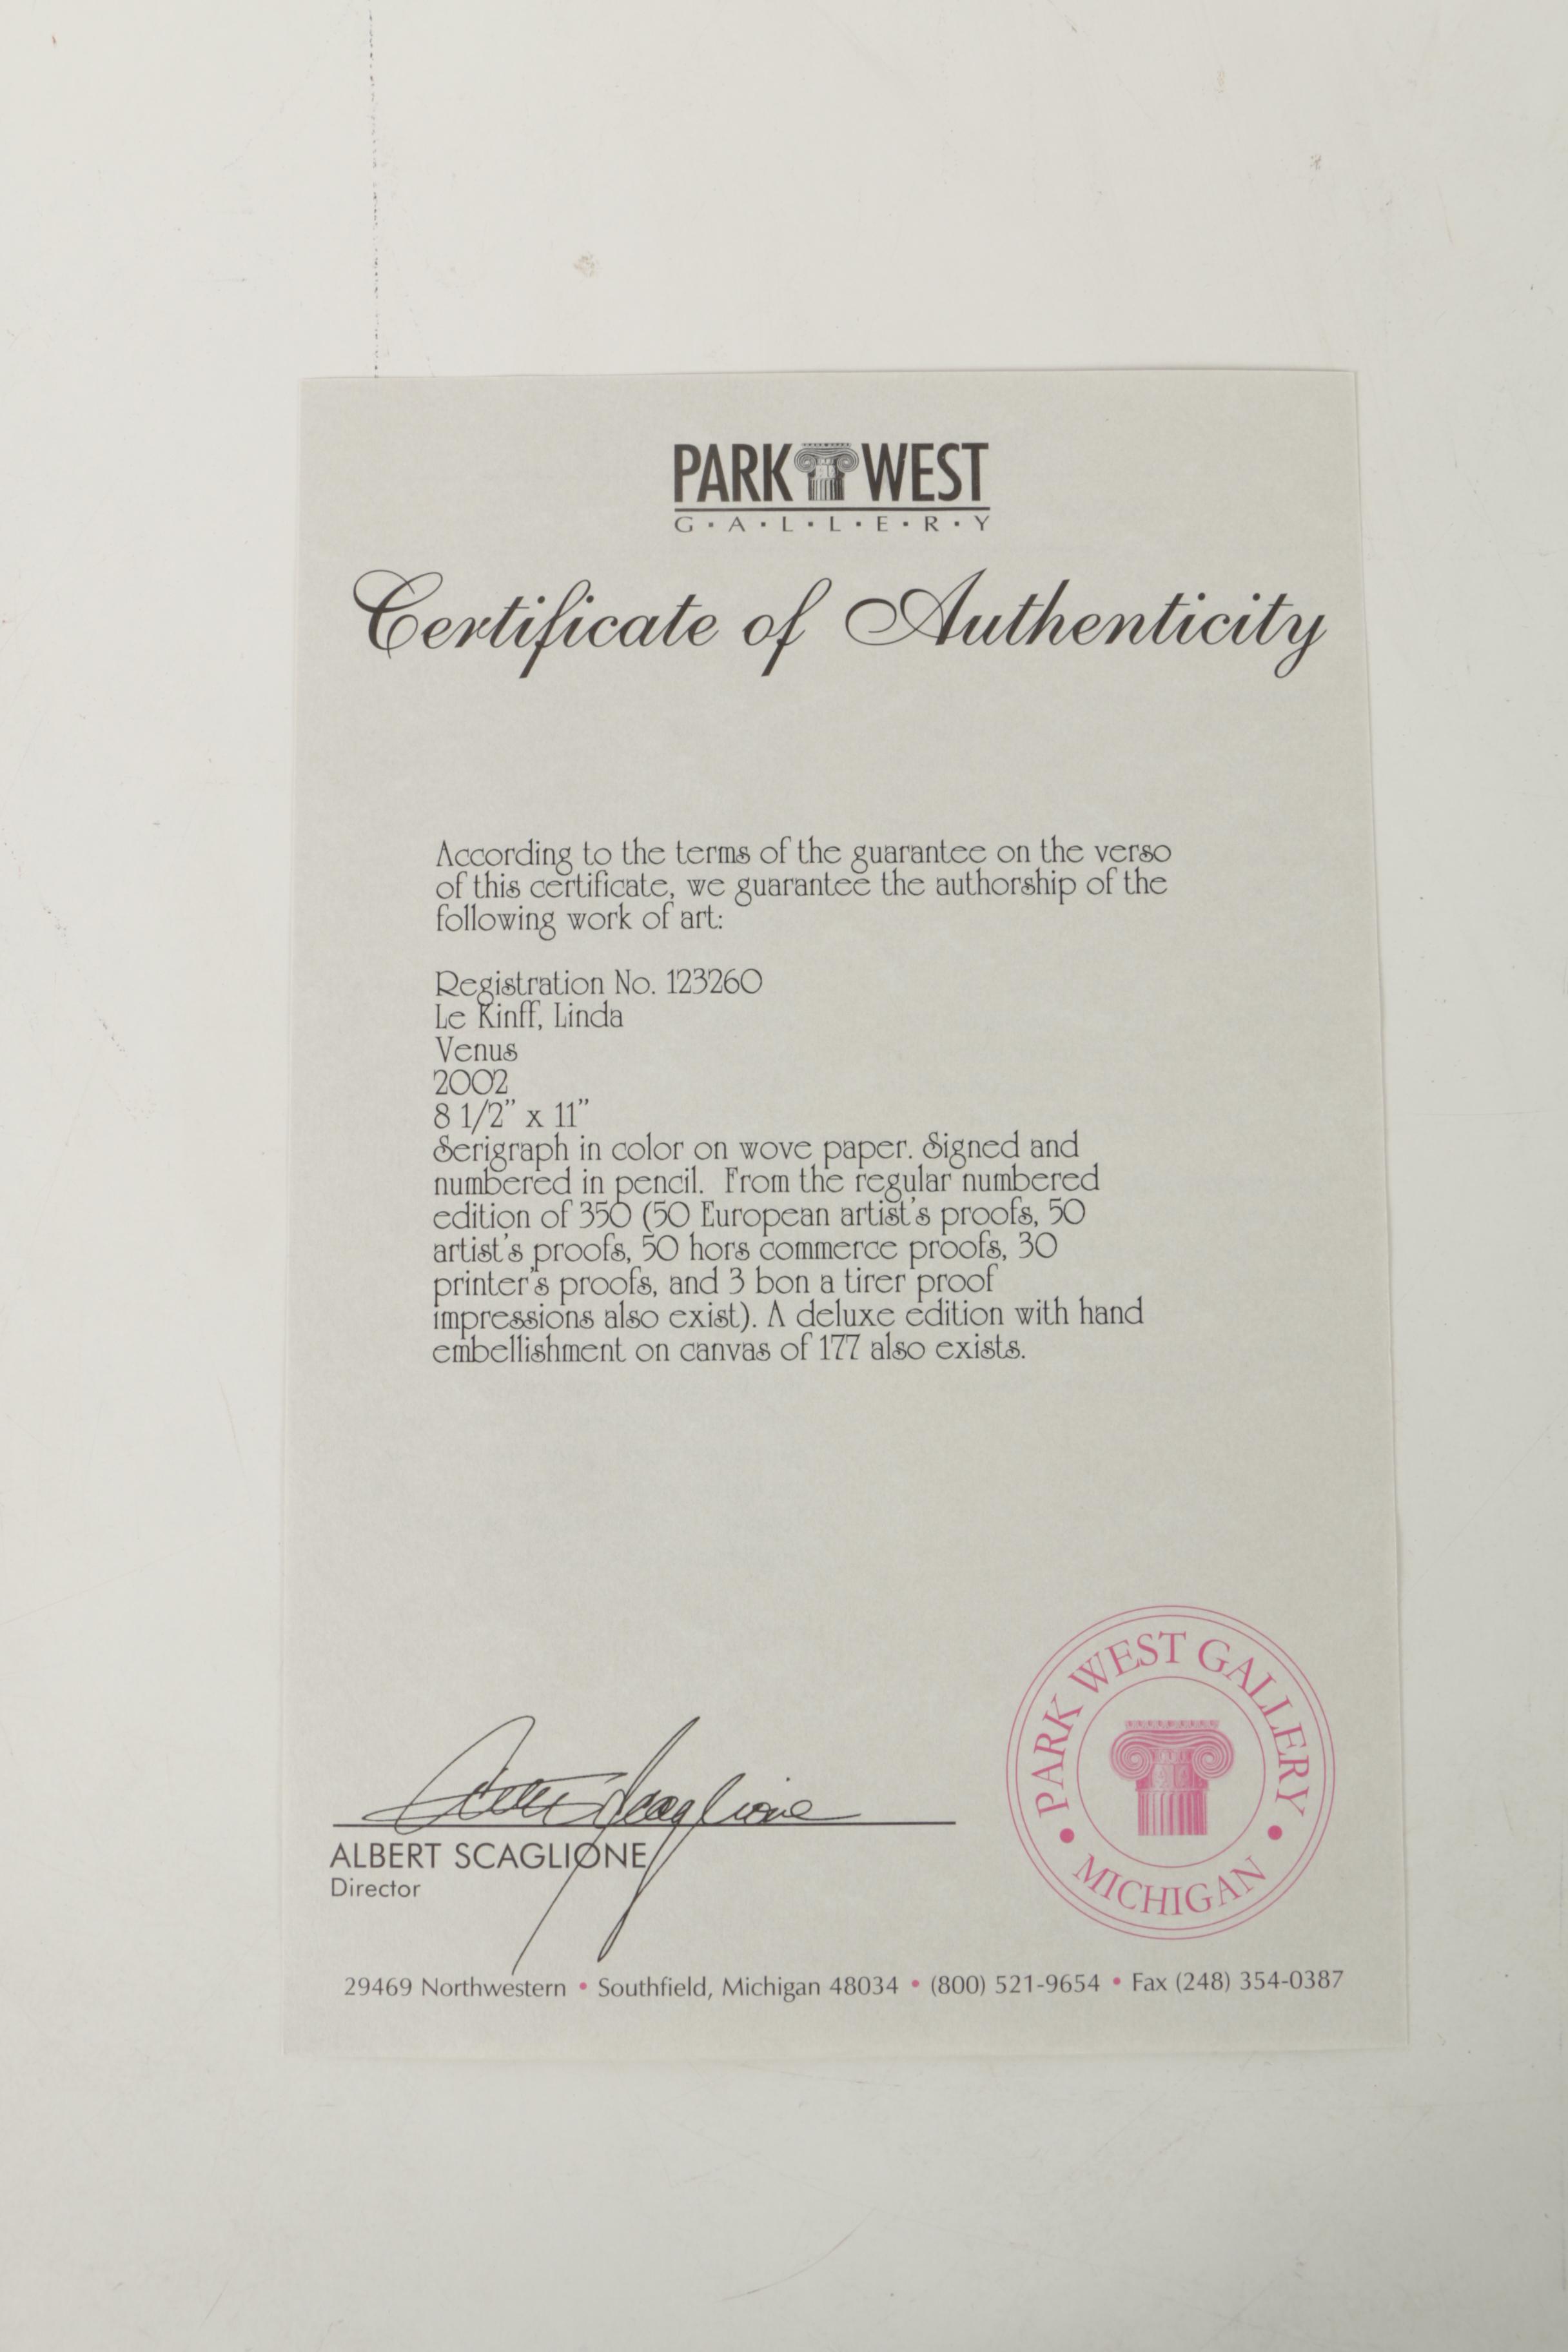 PARK WEST
G·A·L·L·E·R·Y
Certificate of Authenticity
According to the terms of the guarantee on the verso
of this certificate, we guarantee the authorship of the
following work of art:
Registration No. 123260
Le Kinff, Linda
Venus
2002
8 1/2” x 11”
Serigraph in color on wove paper. Signed and
numbered in pencil. From the regular numbered
edition of 350 (50 European artist's proofs, 50
artist's proofs, 50 hors commerce proofs, 30
printer's proofs, and 3 bon a tirer proof
impressions also exist). A deluxe edition with hand
embellishment on canvas of 177 also exists.
PARK WEST GALLERY
• MICHIGAN •
Albert Scaglione
ALBERT SCAGLIONE
Director
29469 Northwestern • Southfield, Michigan 48034 • (800) 521-9654 • Fax (248) 354-0387